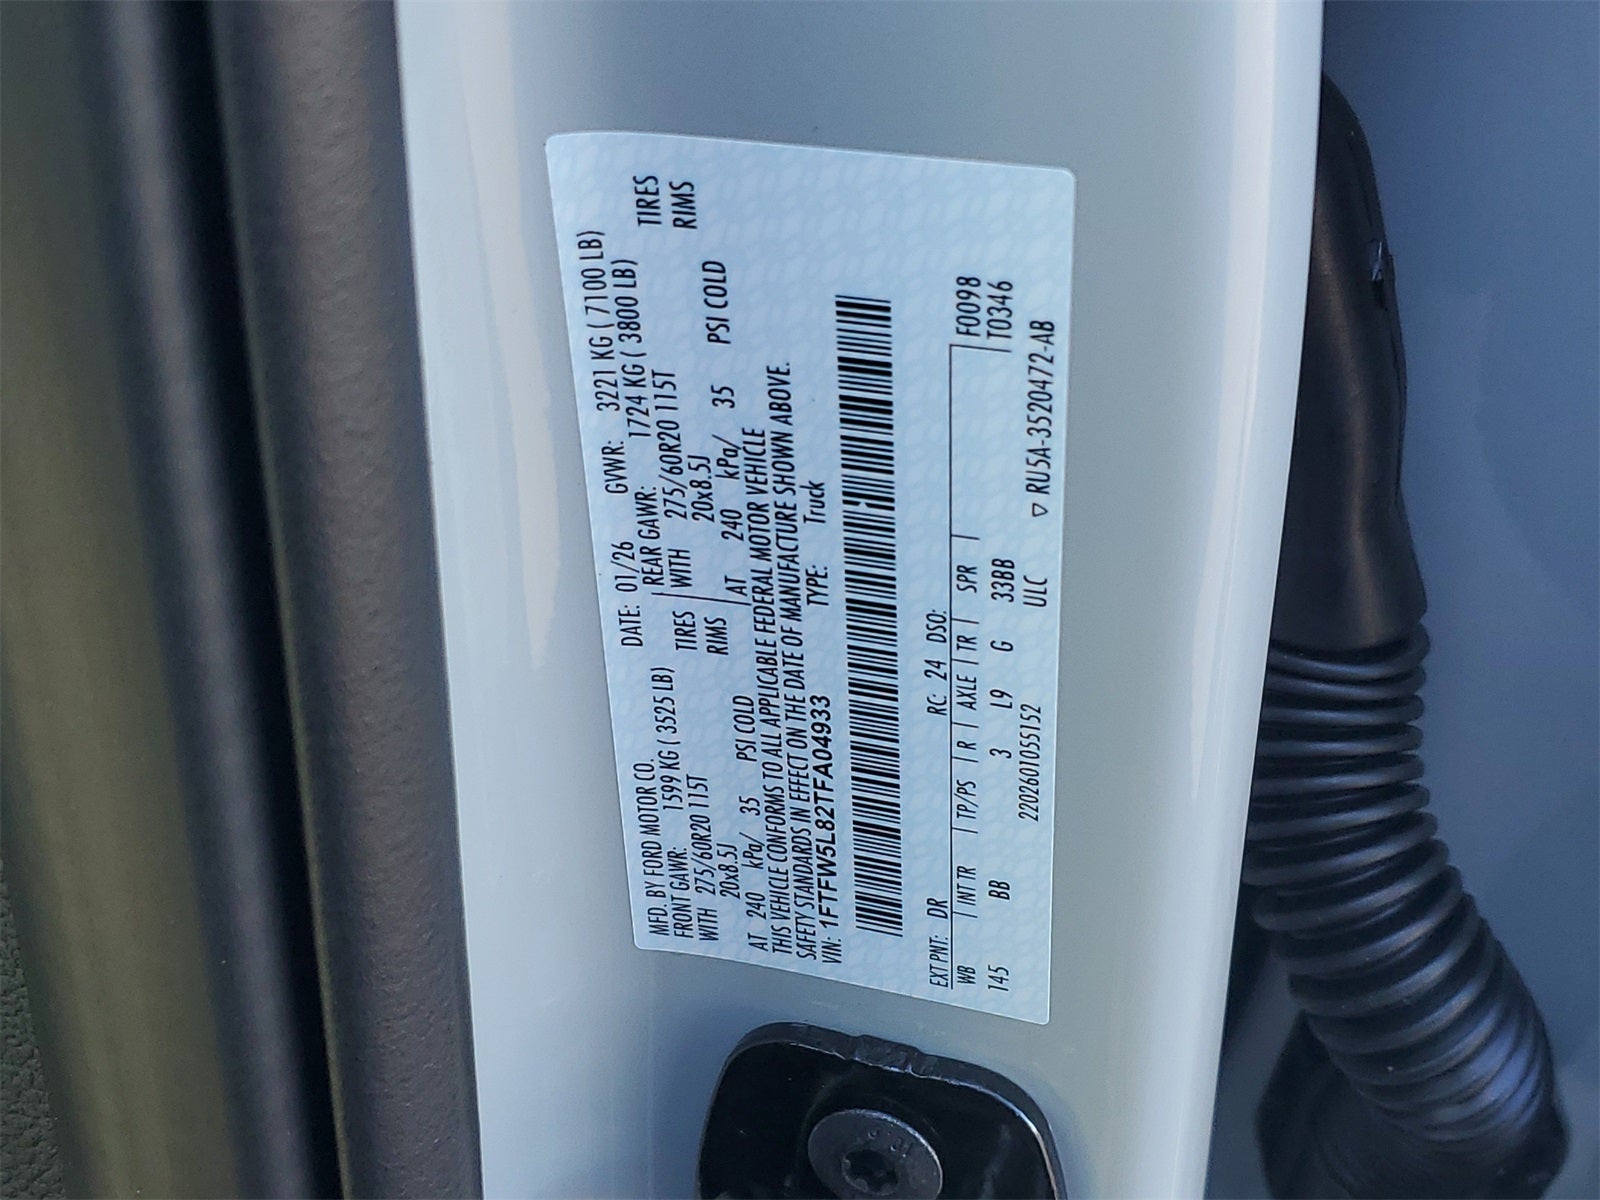 MFD. BY FORD MOTOR CO. DATE: 01/26 GVWR: 3221 KG ( 7100 LB)
FRONT GAWR: 1599 KG ( 3525 LB) REAR GAWR: 1724 KG ( 3800 LB)
WITH 275/60R20 115T TIRES WITH 275/60R20 115T TIRES
20x8.5J RIMS 20x8.5J RIMS
AT 240 kPa/ 35 PSI COLD AT 240 kPa/ 35 PSI COLD
THIS VEHICLE CONFORMS TO ALL APPLICABLE FEDERAL MOTOR VEHICLE
SAFETY STANDARDS IN EFFECT ON THE DATE OF MANUFACTURE SHOWN ABOVE.
VIN: 1FTFW5L82TFA04933 TYPE: Truck
EXT PNT: DR RC: 24 DSO: F0098
WB INT TR TP/PS R AXLE TR SPR T0346
145 BB 3 L9 G 33BB
2202601055152 ULC ▽ RU5A-3520472-AB